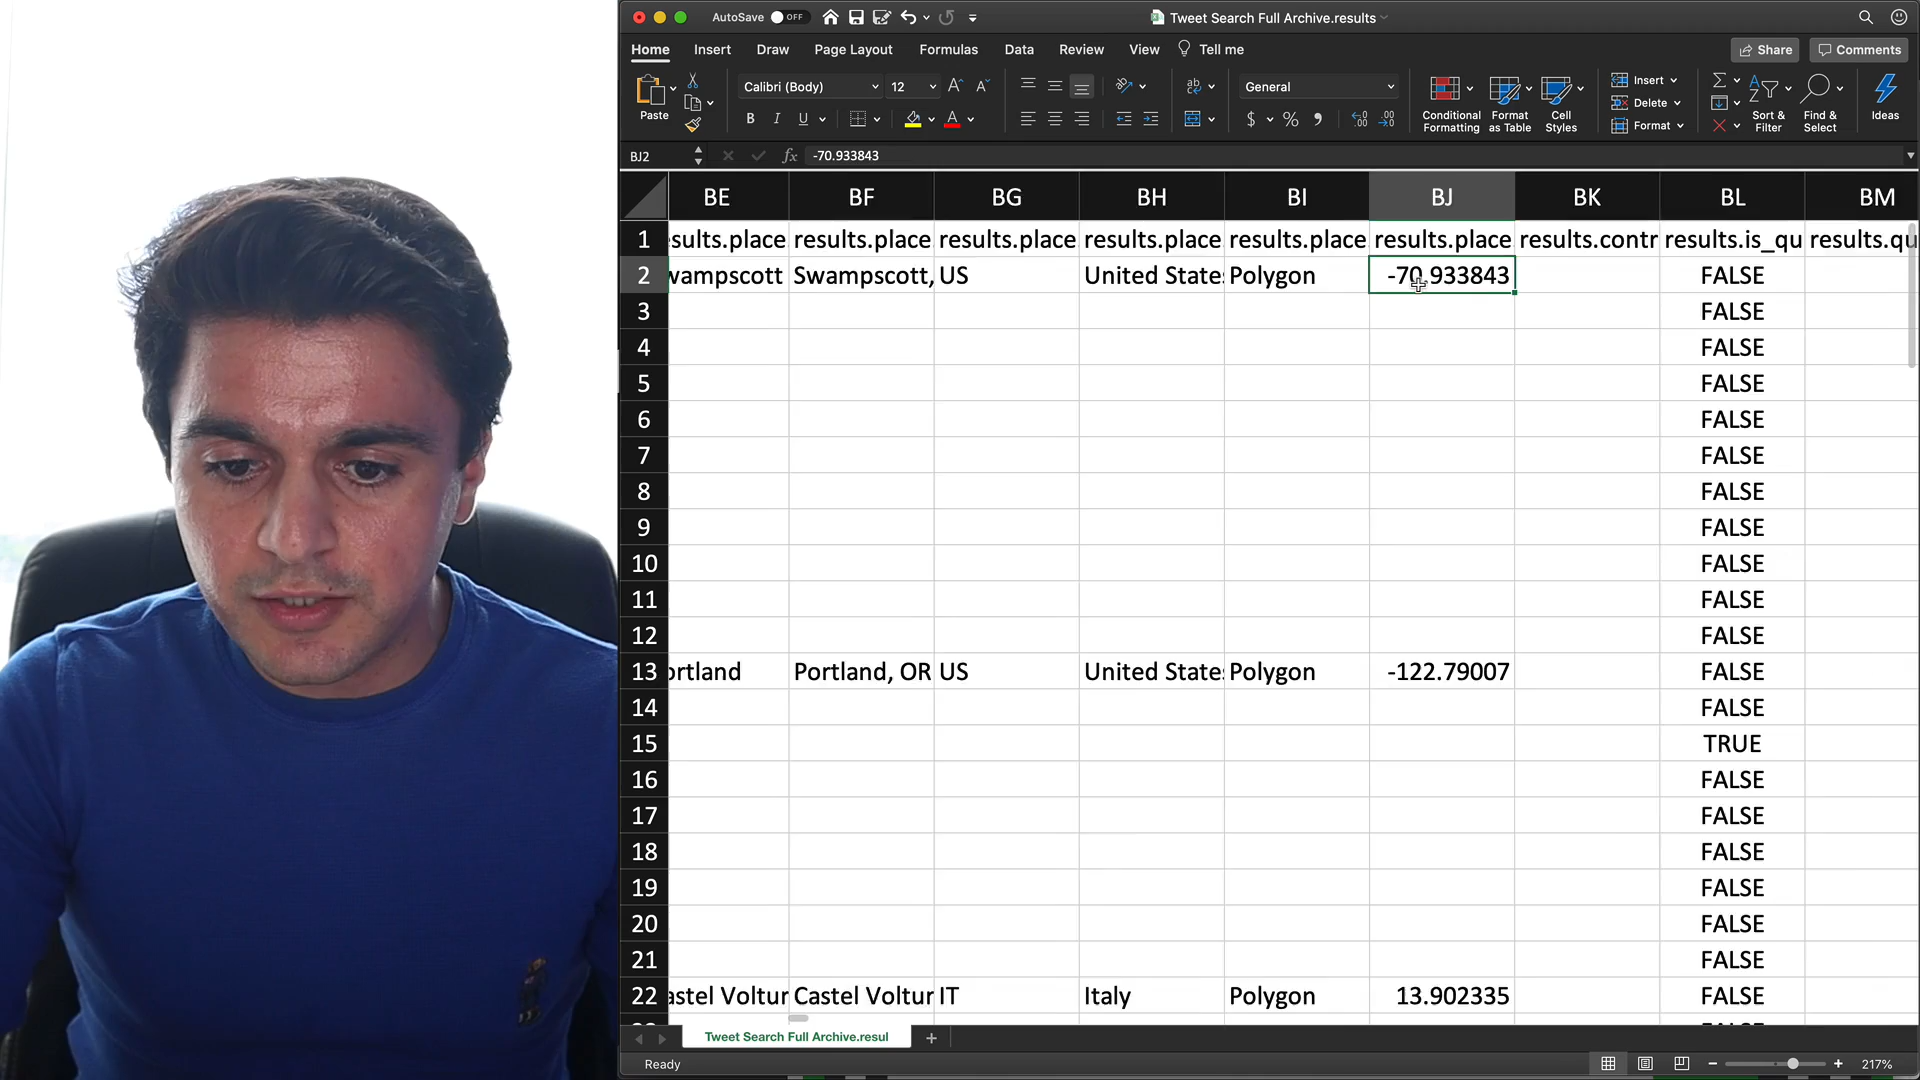 AutoSave OFF Tweet Search Full Archive.results
Home Insert Draw Page Layout Formulas Data Review View Tell me Share Comments
Paste Calibri (Body) 12 A A General Insert
B I U A $ % Delete
Conditional Formatting Format as Table Cell Styles Format Sort & Filter Find & Select Ideas
BJ2 fx -70.933843
BE BF BG BH BI BJ BK BL BM
1 esults.place results.place results.place results.place results.place results.place results.contr results.is_qu results.qu
2 wampscott Swampscott, US United State Polygon -70.933843 FALSE
3 FALSE
4 FALSE
5 FALSE
6 FALSE
7 FALSE
8 FALSE
9 FALSE
10 FALSE
11 FALSE
12 FALSE
13 ortland Portland, OR US United State Polygon -122.79007 FALSE
14 FALSE
15 TRUE
16 FALSE
17 FALSE
18 FALSE
19 FALSE
20 FALSE
21 FALSE
22 astel Voltur Castel Voltur IT Italy Polygon 13.902335 FALSE
Tweet Search Full Archive.resul
Ready 217%